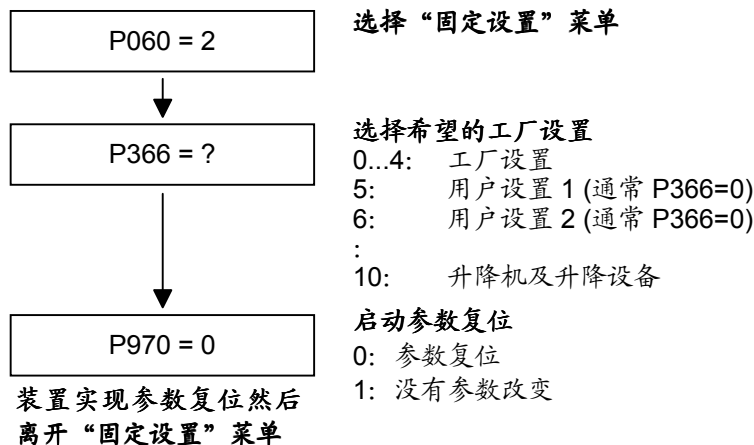 P060 = 2
选择“固定设置”菜单
P366 = ?
选择希望的工厂设置
0...4: 工厂设置
5: 用户设置 1 (通常 P366=0)
6: 用户设置 2 (通常 P366=0)
:
10: 升降机及升降设备
P970 = 0
启动参数复位
0: 参数复位
1: 没有参数改变
装置实现参数复位然后
离开“固定设置”菜单